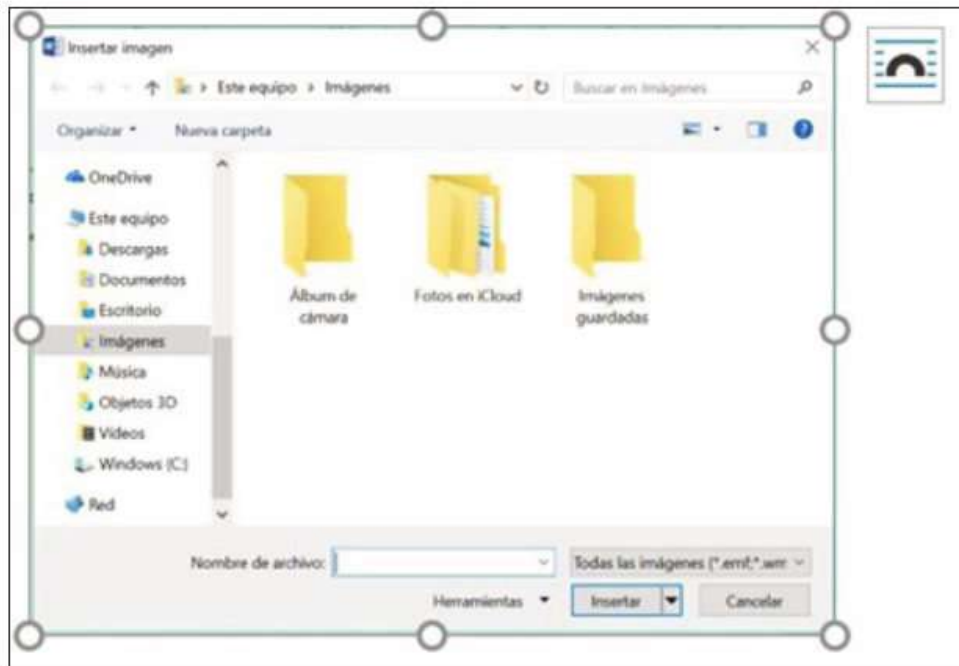 Insertar imagen
Este equipo > Imágenes
Buscar en Imágenes
Organizar
Nueva carpeta
OneDrive
Este equipo
Descargas
Documentos
Escritorio
Imágenes
Música
Objetos 3D
Vídeos
Windows (C:)
Red
Álbum de
cámara
Fotos en iCloud
Imágenes
guardadas
Nombre de archivo:
Todas las imágenes (*.emf;*.wm
Herramientas
Insertar
Cancelar